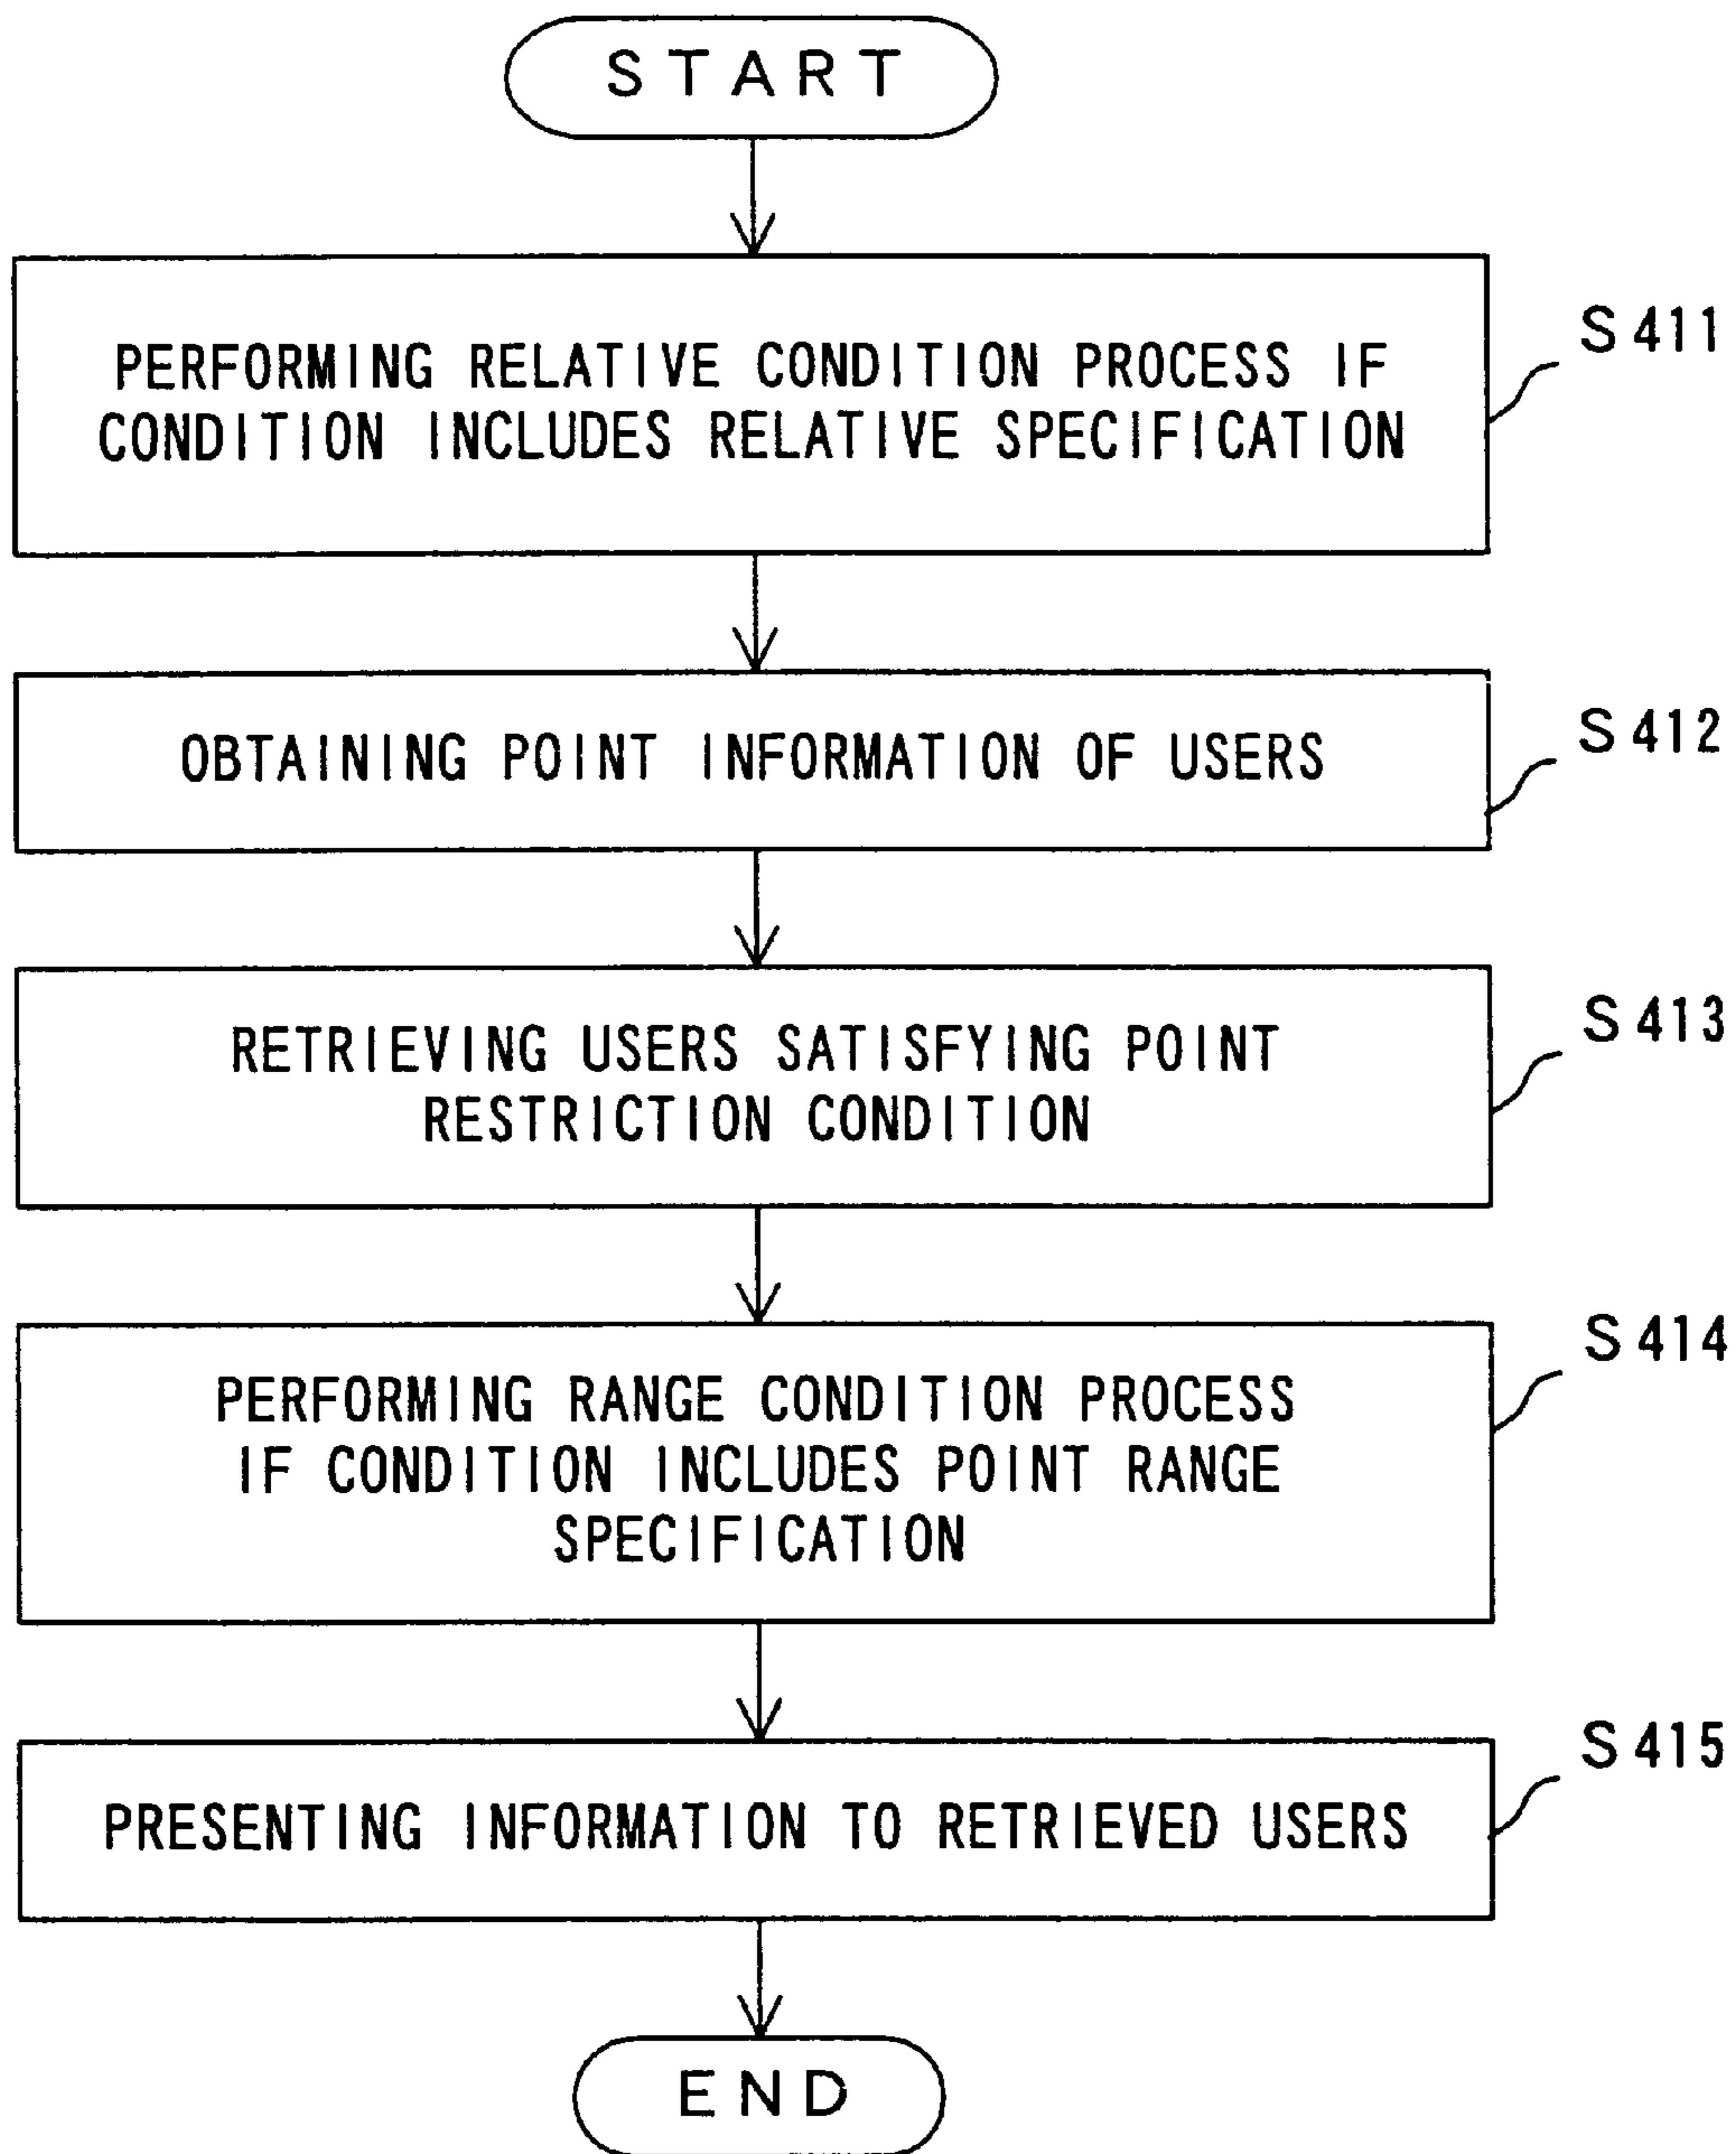 START
PERFORMING RELATIVE CONDITION PROCESS IF
CONDITION INCLUDES RELATIVE SPECIFICATION
S411
OBTAINING POINT INFORMATION OF USERS
S412
RETRIEVING USERS SATISFYING POINT
RESTRICTION CONDITION
S413
PERFORMING RANGE CONDITION PROCESS
IF CONDITION INCLUDES POINT RANGE
SPECIFICATION
S414
PRESENTING INFORMATION TO RETRIEVED USERS
S415
END